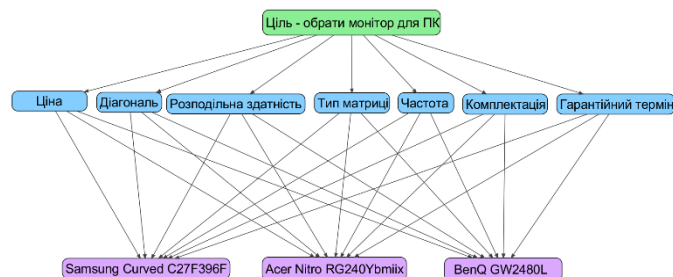 Ціль - обрати монітор для ПК
Ціна
Діагональ
Розподільна здатність
Тип матриці
Частота
Комплектація
Гарантійний термін
Samsung Curved C27F396F
Acer Nitro RG240Ybmiix
BenQ GW2480L